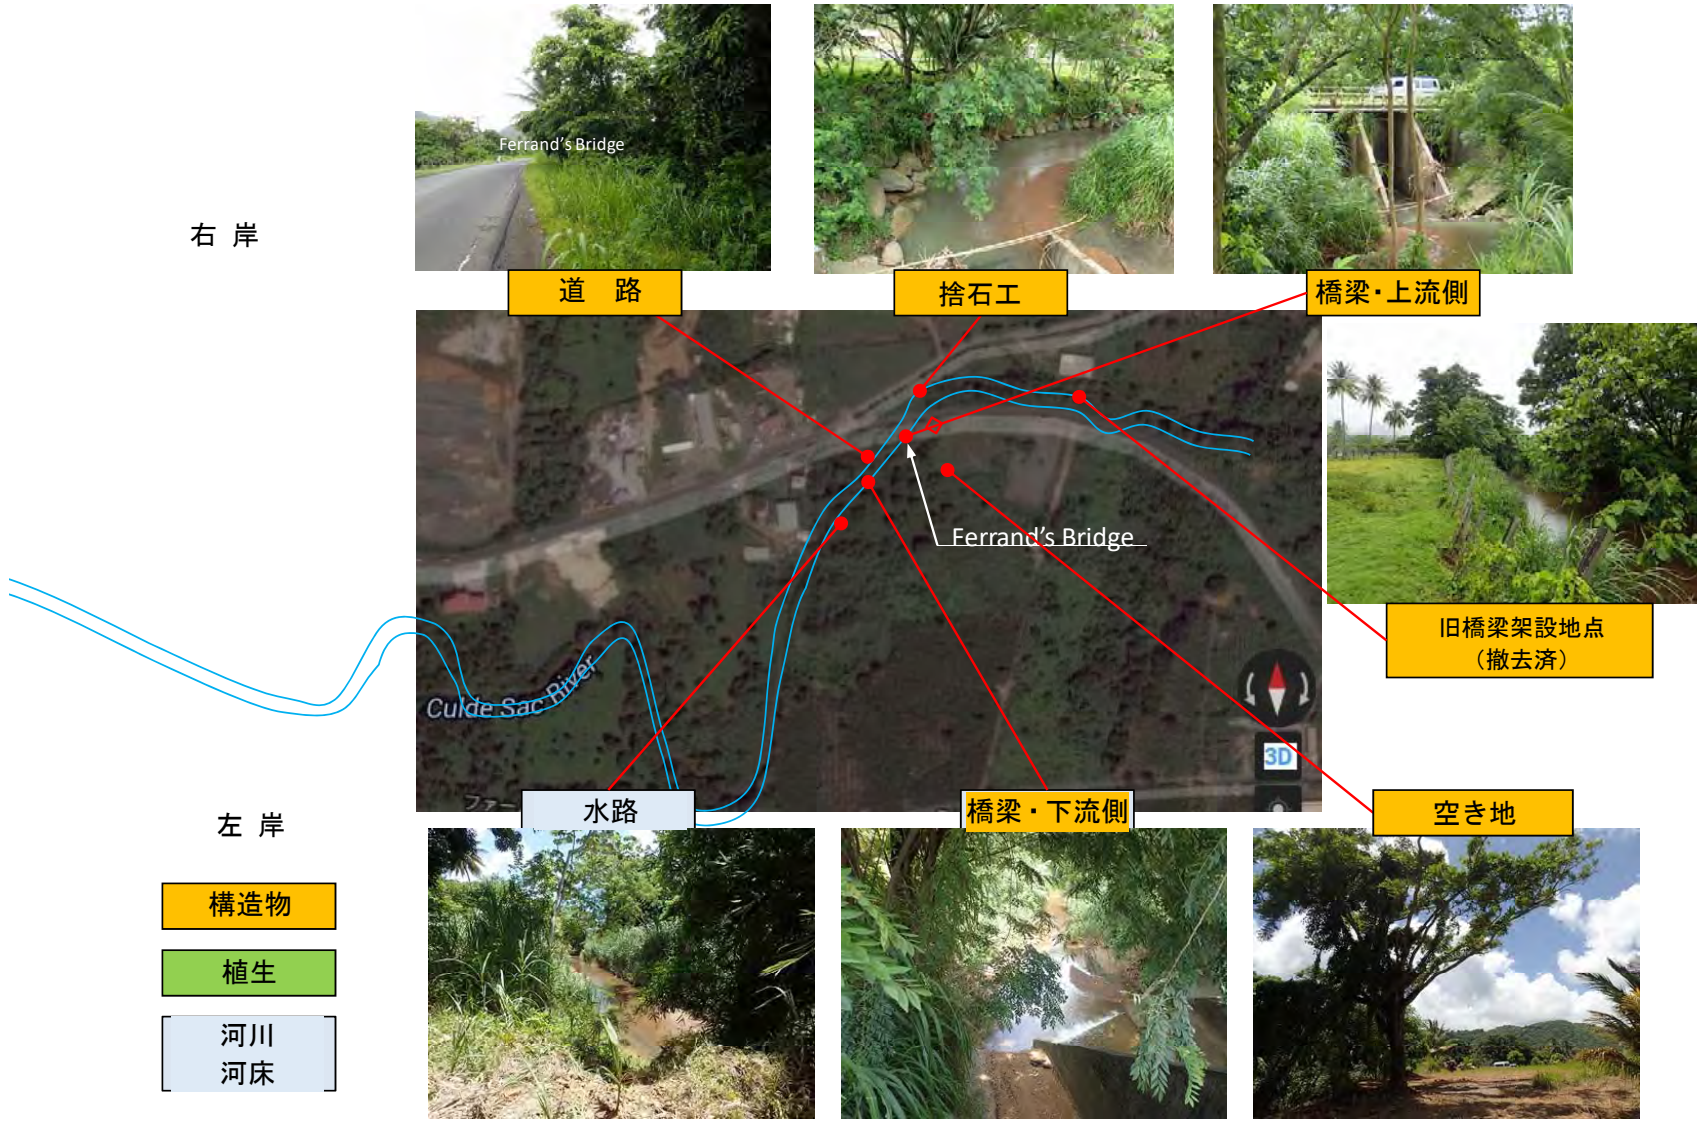 Ferrand's Bridge
右 岸
道 路
捨石工
橋梁・上流側
Ferrand's Bridge
旧橋梁架設地点
（撤去済）
Culde Sac River
3D
ファー
水路
橋梁・下流側
空き地
左 岸
構造物
植生
河川
河床